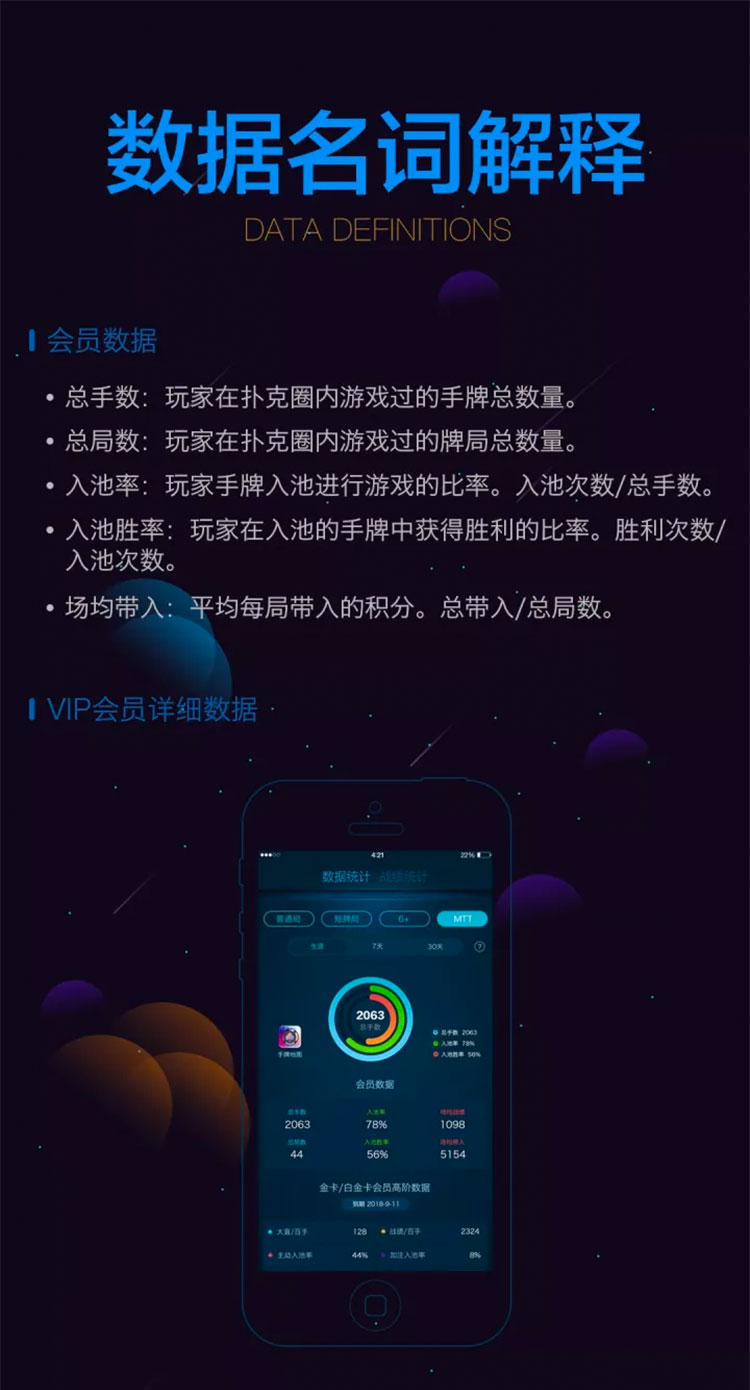 数据名词解释
DATA DEFINITIONS
会员数据
• 总手数：玩家在扑克圈内游戏过的手牌总数量。
• 总局数：玩家在扑克圈内游戏过的牌局总数量。
• 入池率：玩家手牌入池进行游戏的比率。入池次数/总手数。
• 入池胜率：玩家在入池的手牌中获得胜利的比率。胜利次数/
入池次数。
• 场均带入：平均每局带入的积分。总带入/总局数。
VIP会员详细数据
4:21 22%
数据统计 战绩统计
普通局 短牌局 6+ MTT
生涯 7天 30天 ?
2063
总手数
手牌地图
总手数 2063
入池率 78%
入池胜率 56%
会员数据
总手数 入池率 场均战绩
2063 78% 1098
总局数 入池胜率 场均带入
44 56% 5154
金卡/白金卡会员高阶数据
到期 2018-9-11
大盲/百手 128 战绩/百手 2324
主动入池率 44% 加注入池率 8%